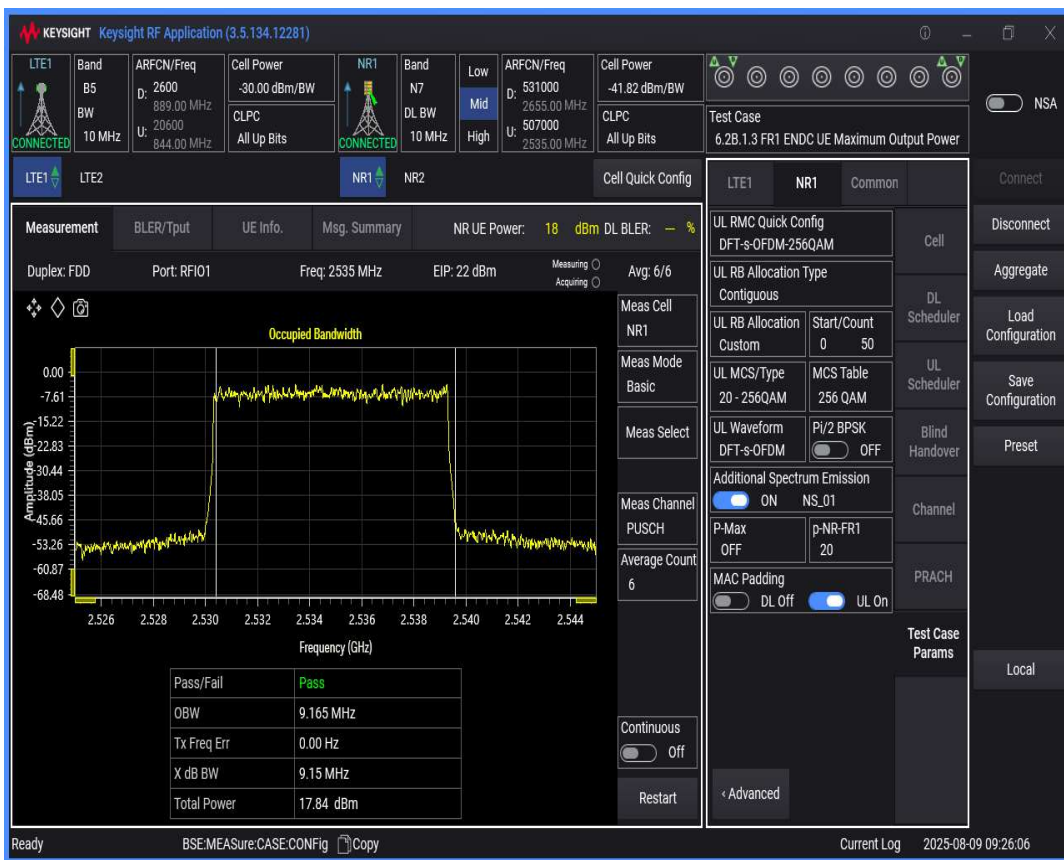 KEYSIGHT Keysight RF Application (3.5.134.12281)
LTE1
CONNECTED
Band
B5
BW
10 MHz
ARFCN/Freq
D: 2600
889.00 MHz
U: 20600
844.00 MHz
Cell Power
-30.00 dBm/BW
CLPC
All Up Bits
NR1
CONNECTED
Band
N7
DL BW
10 MHz
Low
Mid
High
ARFCN/Freq
D: 531000
2655.00 MHz
U: 507000
2535.00 MHz
Cell Power
-41.82 dBm/BW
CLPC
All Up Bits
Test Case
6.2B.1.3 FR1 ENDC UE Maximum Output Power
NSA
LTE1 LTE2
NR1 NR2
Cell Quick Config
Measurement BLER/Tput UE Info. Msg. Summary NR UE Power: 18 dBm DL BLER: — %
Duplex: FDD Port: RFIO1 Freq: 2535 MHz EIP: 22 dBm Measuring Avg: 6/6
Acquiring
Occupied Bandwidth
Amplitude (dBm)
0.00
-7.61
-15.22
-22.83
-30.44
-38.05
-45.66
-53.26
-60.87
-68.48
2.526 2.528 2.530 2.532 2.534 2.536 2.538 2.540 2.542 2.544
Frequency (GHz)
Pass/Fail Pass
OBW 9.165 MHz
Tx Freq Err 0.00 Hz
X dB BW 9.15 MHz
Total Power 17.84 dBm
Meas Cell
NR1
Meas Mode
Basic
Meas Select
Meas Channel
PUSCH
Average Count
6
Continuous
Off
Restart
LTE1 NR1 Common
UL RMC Quick Config
DFT-s-OFDM-256QAM
UL RB Allocation Type
Contiguous
UL RB Allocation Start/Count
Custom 0 50
UL MCS/Type MCS Table
20 - 256QAM 256 QAM
UL Waveform Pi/2 BPSK
DFT-s-OFDM OFF
Additional Spectrum Emission
ON NS_01
P-Max p-NR-FR1
OFF 20
MAC Padding
DL Off UL On
‹ Advanced
Cell
DL
Scheduler
UL
Scheduler
Blind
Handover
Channel
PRACH
Test Case
Params
Connect
Disconnect
Aggregate
Load
Configuration
Save
Configuration
Preset
Local
Ready BSE:MEASure:CASE:CONFig Copy Current Log 2025-08-09 09:26:06